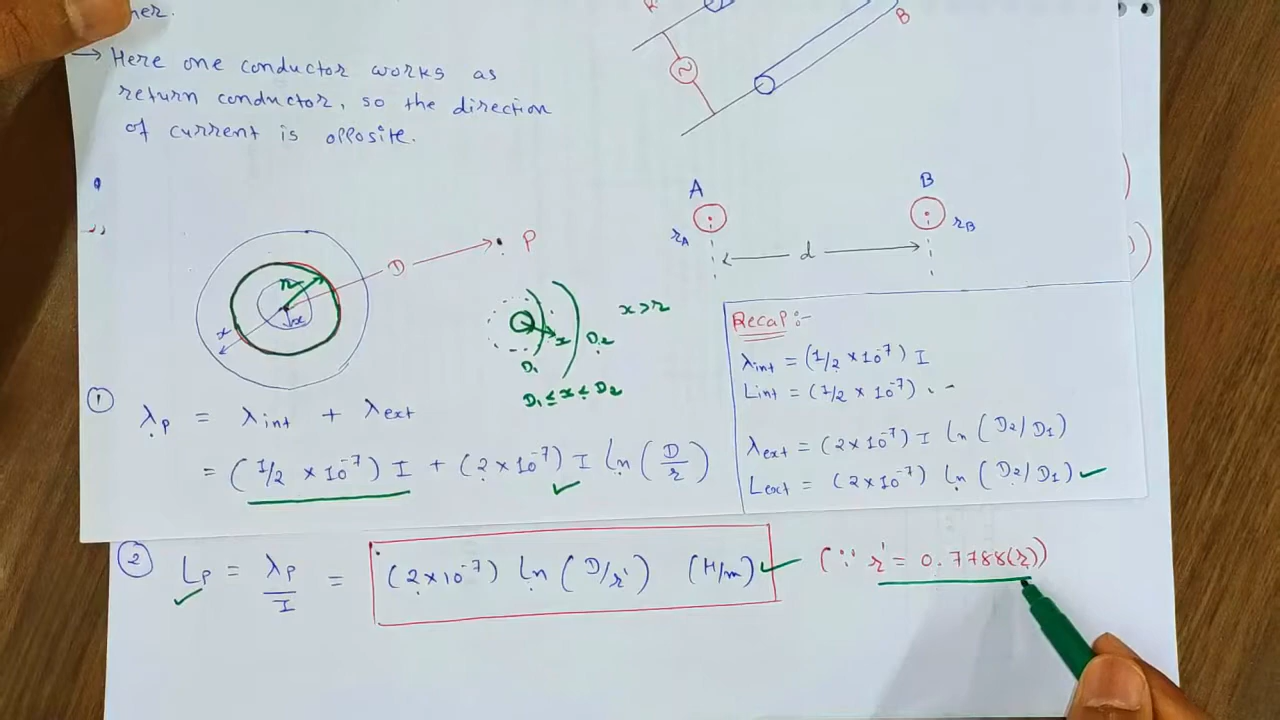 → Here one conductor works as
return conductor, so the direction
of current is opposite.
B
A
B
rA
d
rB
D
P
r
x
x
x
D1
D2
x > r
D1 ≤ x ≤ D2
Recap :-
λint = (1/2 × 10^-7) I
Lint = (1/2 × 10^-7)
λext = (2×10^-7) I ln (D2/D1)
Lext = (2×10^-7) ln (D2/D1)
① λp = λint + λext
= (1/2 × 10^-7) I + (2×10^-7) I ln (D/r)
② Lp = λp/I = (2×10^-7) ln (D/r') (H/m) (∵ r' = 0.7788(r))